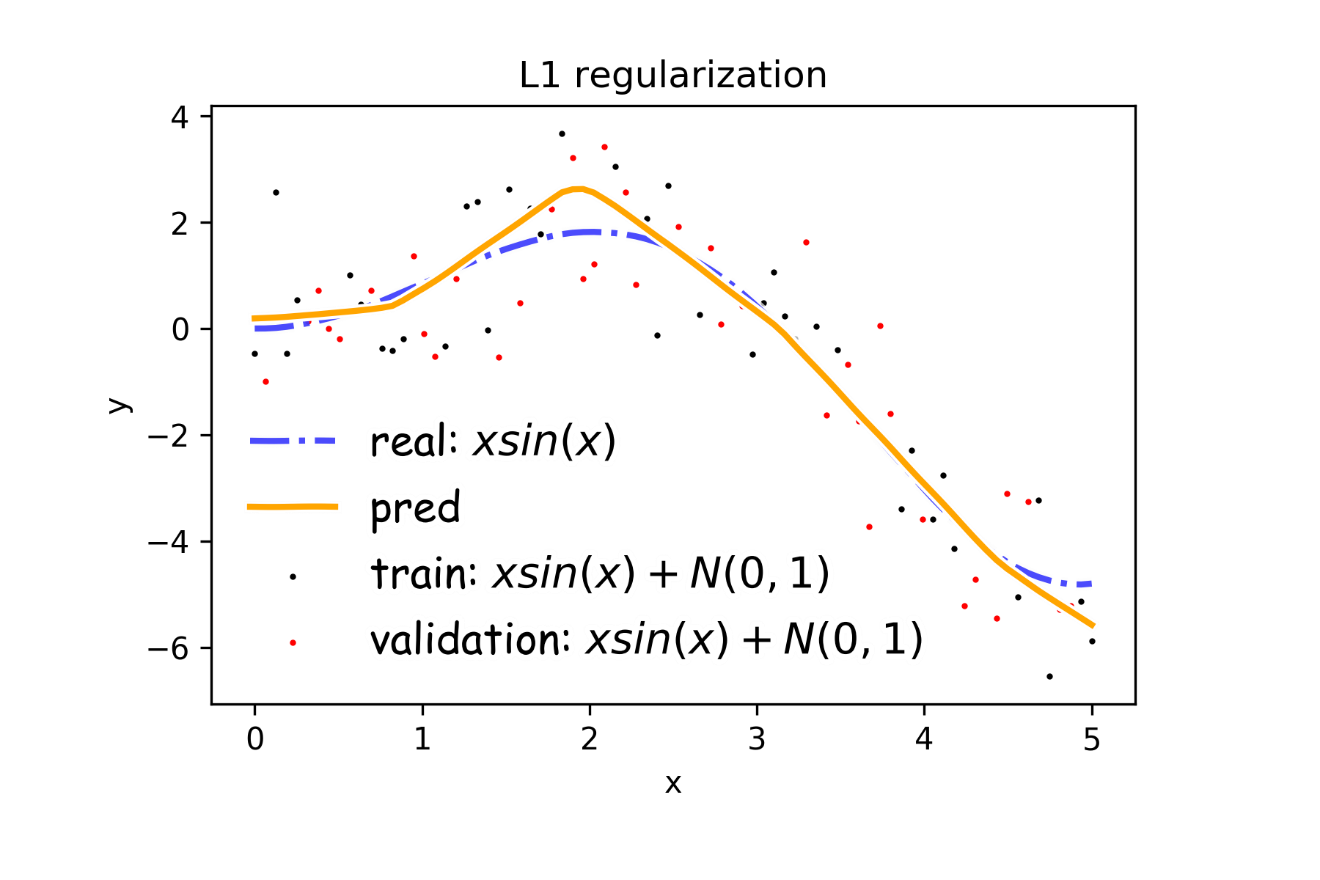 L1 regularization
4
2
0
−2
−4
−6
y
real: xsin(x)
pred
train: xsin(x) + N(0, 1)
validation: xsin(x) + N(0, 1)
0 1 2 3 4 5
x